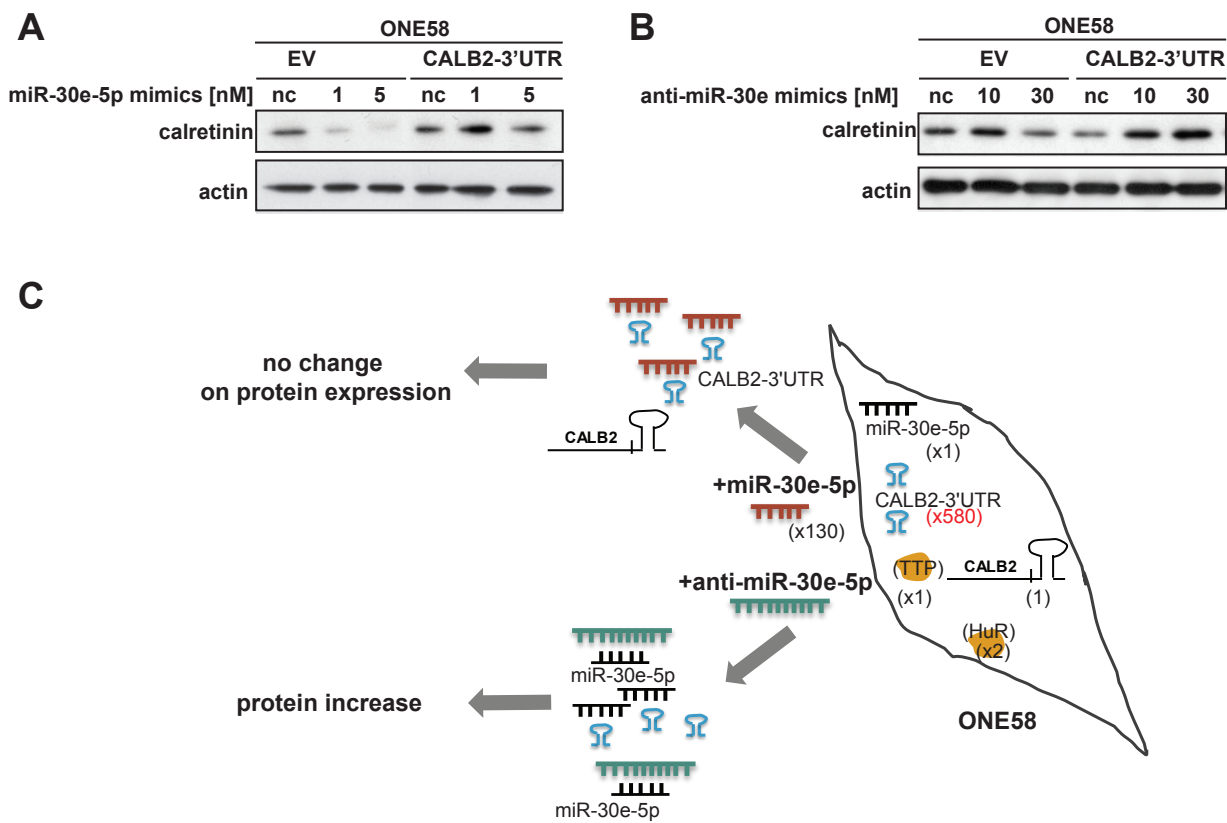 A
ONE58
EV CALB2-3'UTR
miR-30e-5p mimics [nM] nc 1 5 nc 1 5
calretinin
actin
B
ONE58
EV CALB2-3'UTR
anti-miR-30e mimics [nM] nc 10 30 nc 10 30
calretinin
actin
C
no change
on protein expression
CALB2-3'UTR
CALB2
+miR-30e-5p
(x130)
miR-30e-5p
(x1)
CALB2-3'UTR
(x580)
(TTP)
(x1)
CALB2
(1)
(HuR)
(x2)
ONE58
+anti-miR-30e-5p
miR-30e-5p
protein increase
miR-30e-5p